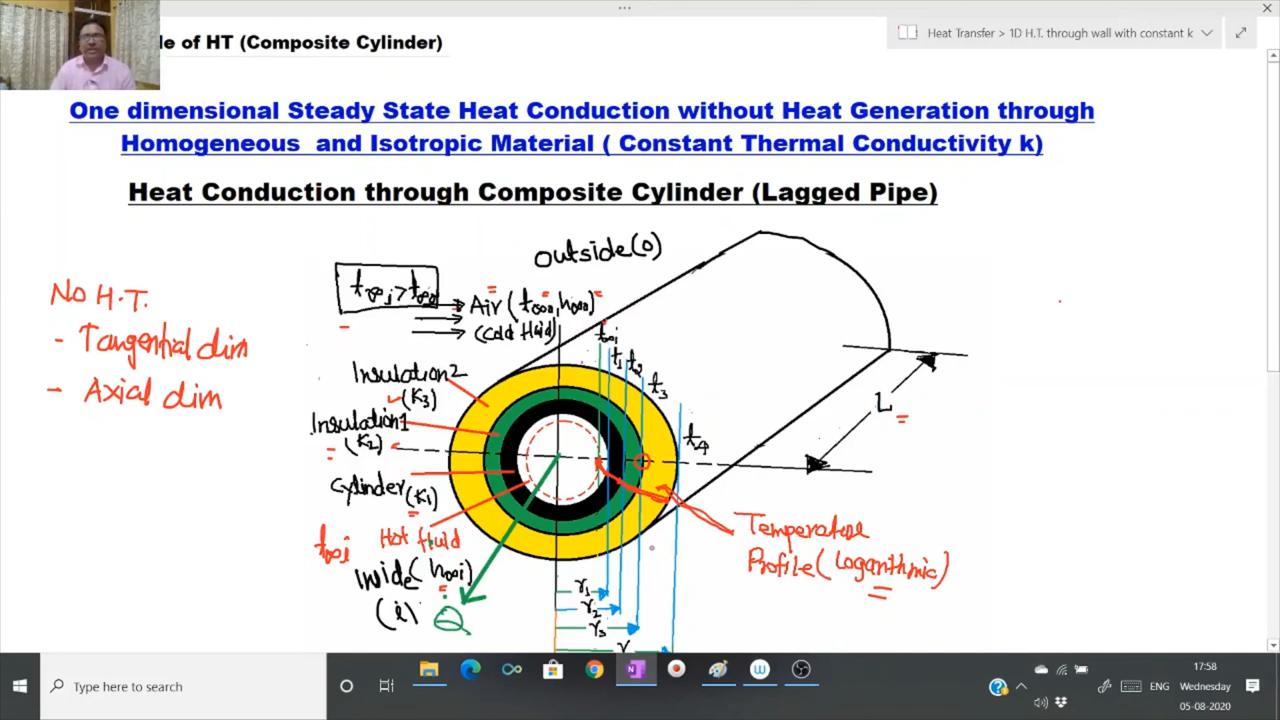 le of HT (Composite Cylinder)
Heat Transfer > 1D H.T. through wall with constant k
One dimensional Steady State Heat Conduction without Heat Generation through
Homogeneous and Isotropic Material ( Constant Thermal Conductivity k)
Heat Conduction through Composite Cylinder (Lagged Pipe)
outside(o)
No H.T.
- Tangential dim
- Axial dim
t∞i > t∞o
Air (t∞o, h∞o)
(Cold fluid)
t∞i
t1
t2
t3
t4
Insulation2
(K3)
Insulation1
(K2)
Cylinder (K1)
Hot fluid
t∞i
Inside (h∞i)
(i)
Q
L
Temperature
Profile (logarithmic)
r1
r2
r3
r
Type here to search
ENG
17:58
Wednesday
05-08-2020